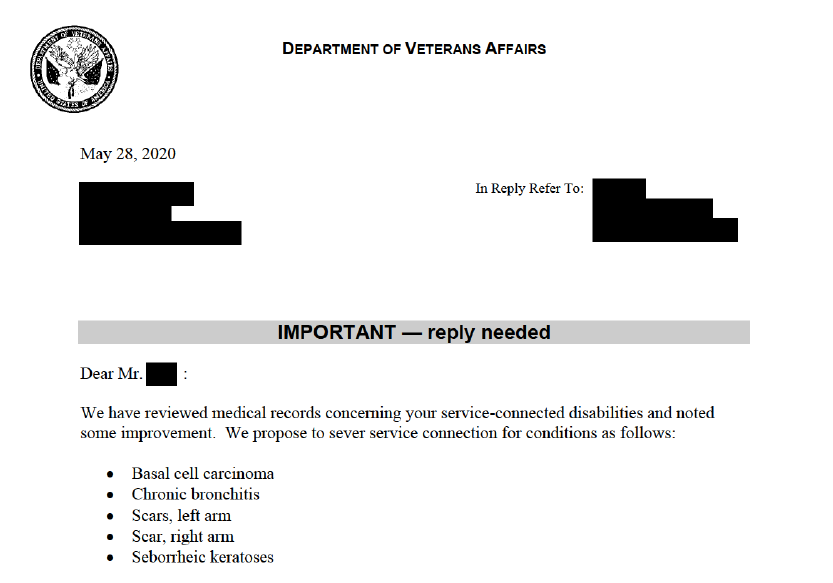 DEPARTMENT OF VETERANS AFFAIRS
DEPARTMENT OF VETERANS AFFAIRS
UNITED STATES OF AMERICA
May 28, 2020
In Reply Refer To:
IMPORTANT — reply needed
Dear Mr. :
We have reviewed medical records concerning your service-connected disabilities and noted
some improvement. We propose to sever service connection for conditions as follows:
• Basal cell carcinoma
• Chronic bronchitis
• Scars, left arm
• Scar, right arm
• Seborrheic keratoses